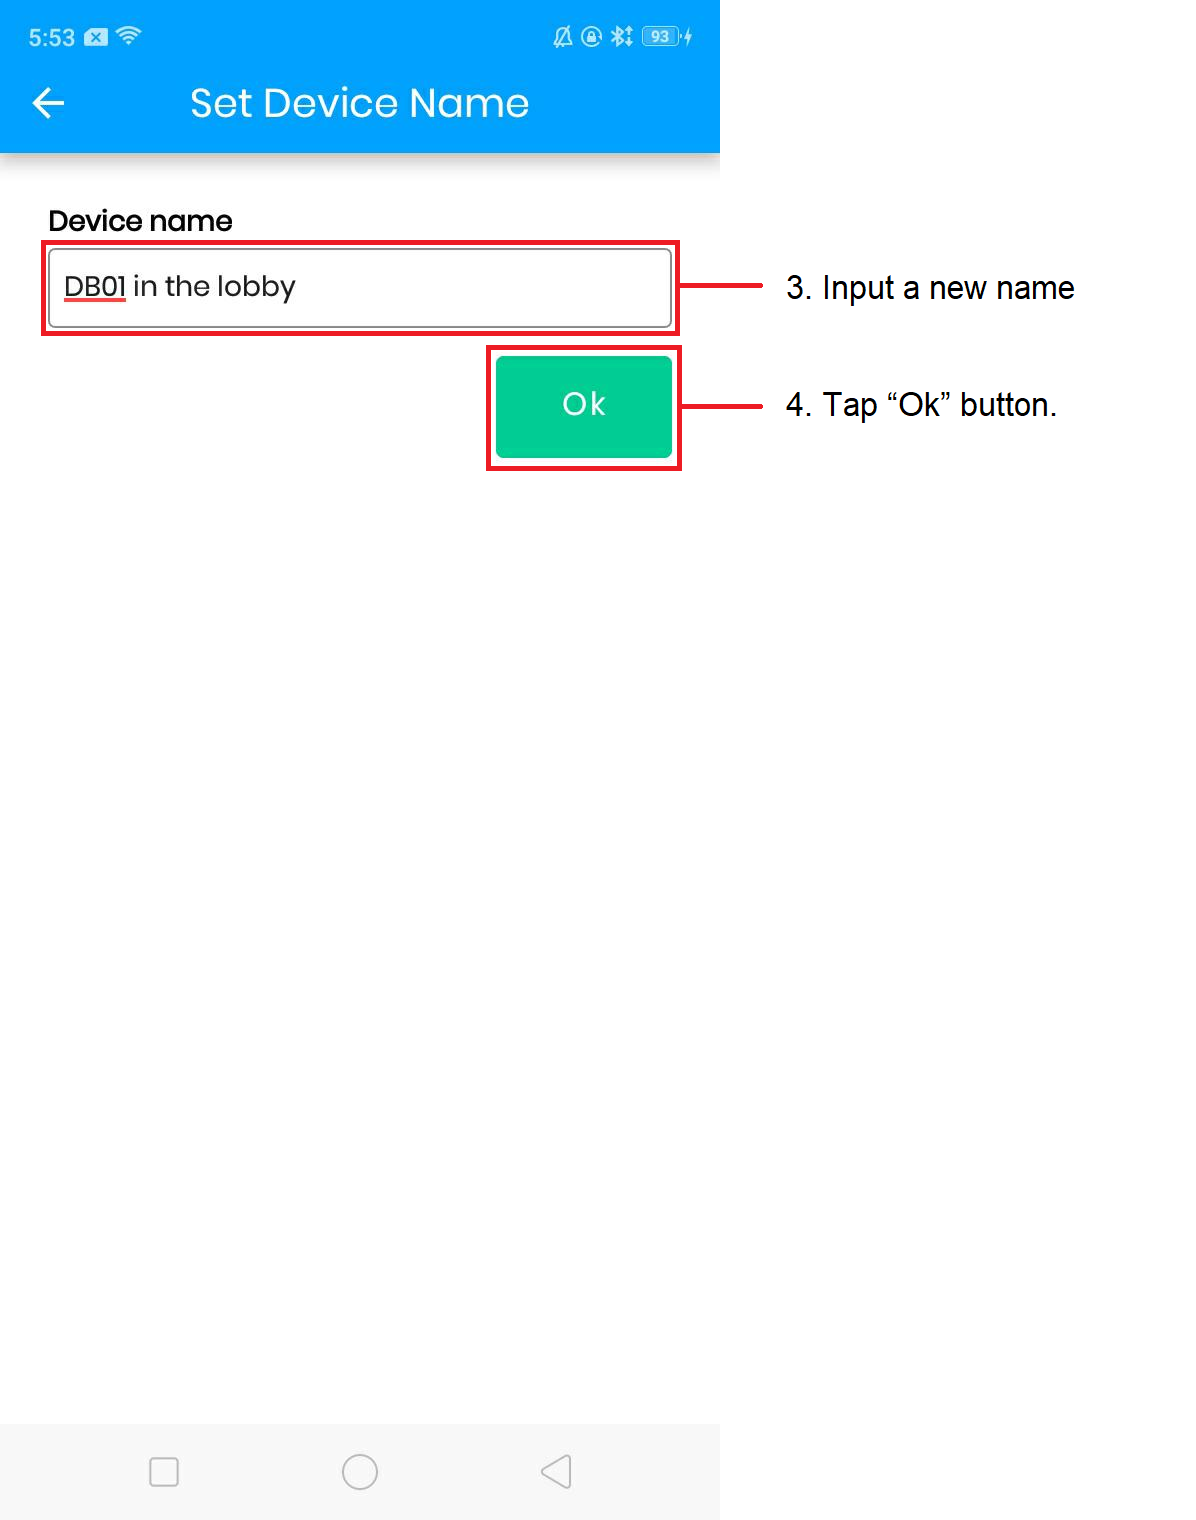 5:53 93
Set Device Name
Device name
DB01 in the lobby
3. Input a new name
Ok
4. Tap “Ok” button.